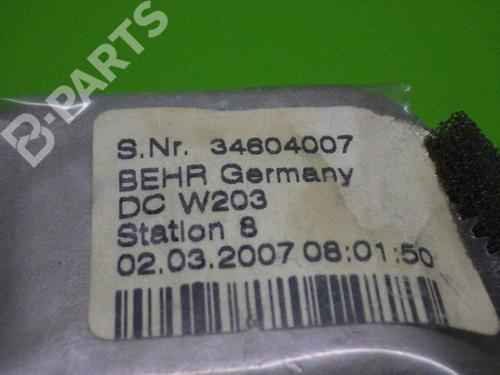 B-PARTS
S.Nr. 34604007
BEHR Germany
DC W203
Station 8
02.03.2007 08:01:50